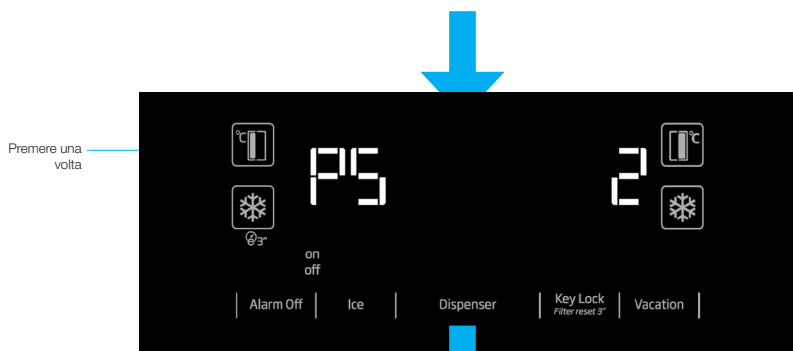 Premere una
volta
°C
°C
PS 2
3"
on
off
Alarm Off
Ice
Dispenser
Key Lock
Filter reset 3"
Vacation